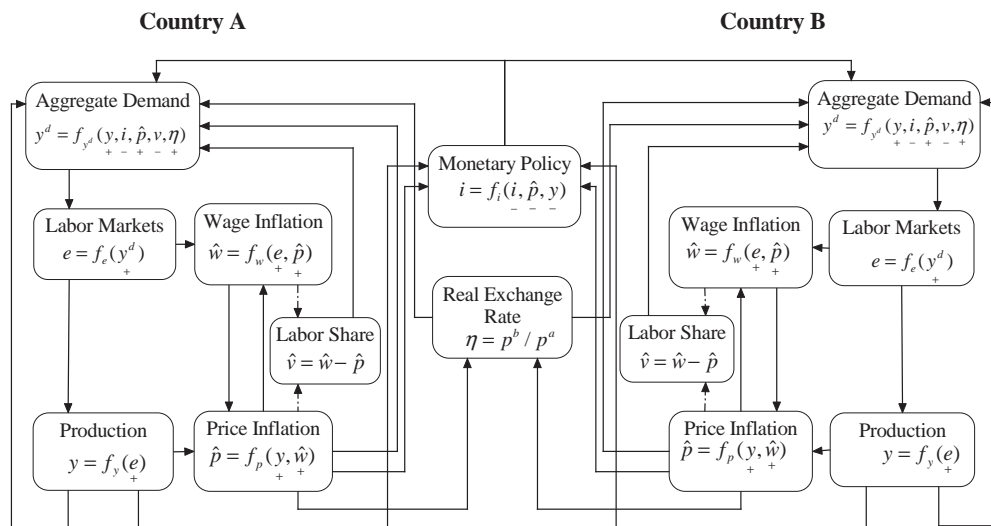 Country A
Country B
Aggregate Demand
y^d = f_{y^d}(y, i, p̂, v, η)
+ − + − +
Aggregate Demand
y^d = f_{y^d}(y, i, p̂, v, η)
+ − + − +
Monetary Policy
i = f_i(i, p̂, y)
− − −
Labor Markets
e = f_e(y^d)
+
Wage Inflation
ŵ = f_w(e, p̂)
+ +
Wage Inflation
ŵ = f_w(e, p̂)
+ +
Labor Markets
e = f_e(y^d)
+
Real Exchange
Rate
η = p^b / p^a
Labor Share
v̂ = ŵ − p̂
Labor Share
v̂ = ŵ − p̂
Production
y = f_y(e)
+
Price Inflation
p̂ = f_p(y, ŵ)
+ +
Price Inflation
p̂ = f_p(y, ŵ)
+ +
Production
y = f_y(e)
+